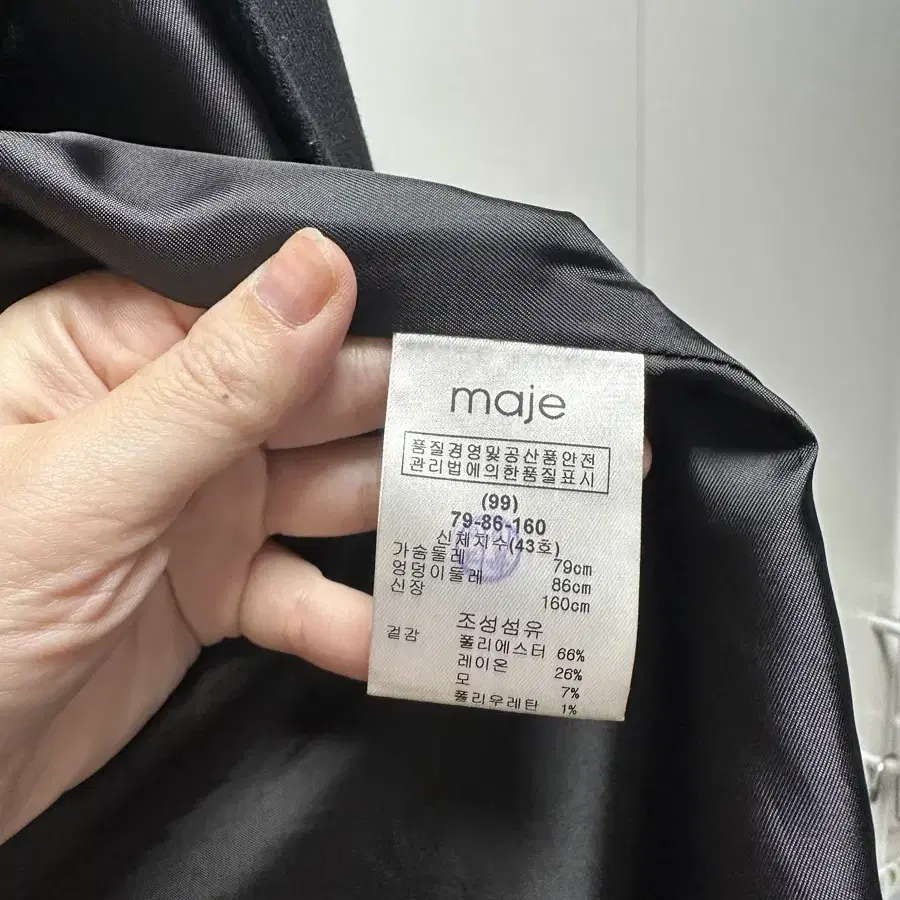 maje
품질경영및공산품안전
관리법에의한품질표시
(99)
79-86-160
신체치수(43호)
가슴둘레 79cm
엉덩이둘레 86cm
신장 160cm
조성섬유
겉감 폴리에스터 66%
레이온 26%
모 7%
폴리우레탄 1%